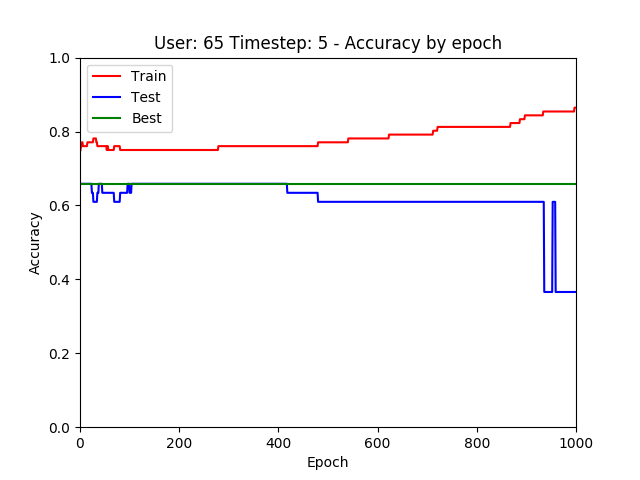 User: 65 Timestep: 5 - Accuracy by epoch
1.0
0.8
0.6
0.4
0.2
0.0
Accuracy
Train
Test
Best
0 200 400 600 800 1000
Epoch